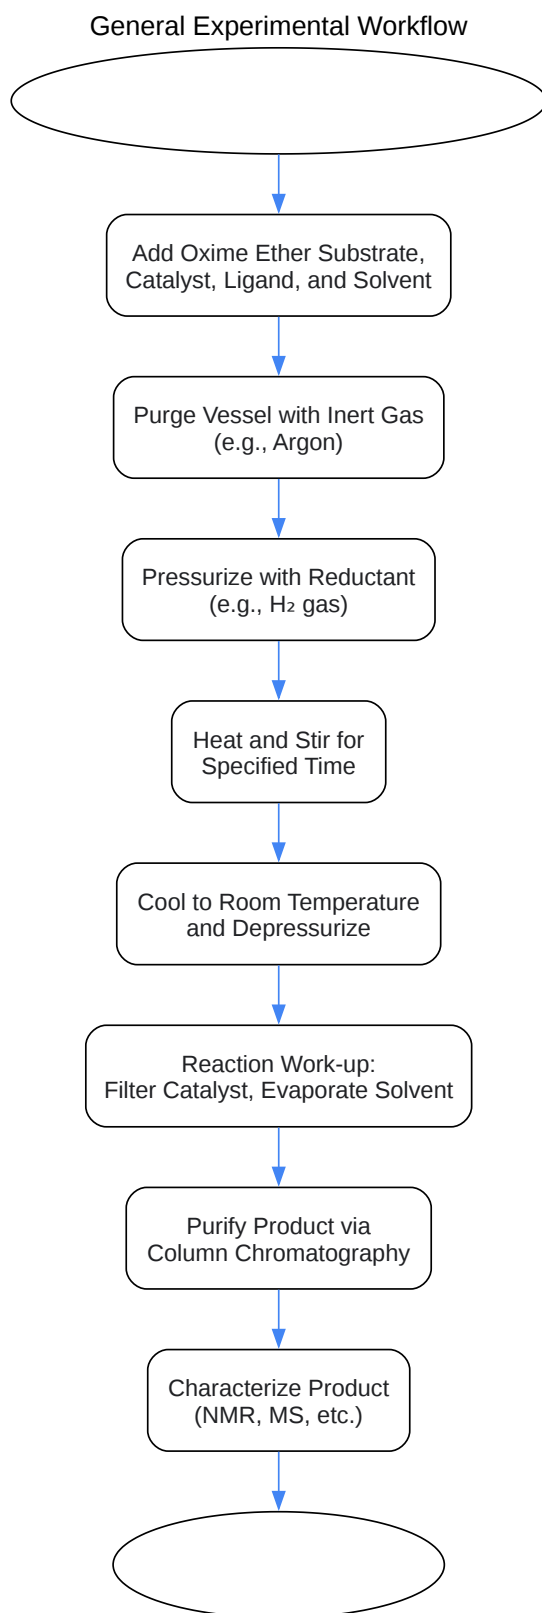 General Experimental Workflow
Add Oxime Ether Substrate,
Catalyst, Ligand, and Solvent
Purge Vessel with Inert Gas
(e.g., Argon)
Pressurize with Reductant
(e.g., H₂ gas)
Heat and Stir for
Specified Time
Cool to Room Temperature
and Depressurize
Reaction Work-up:
Filter Catalyst, Evaporate Solvent
Purify Product via
Column Chromatography
Characterize Product
(NMR, MS, etc.)